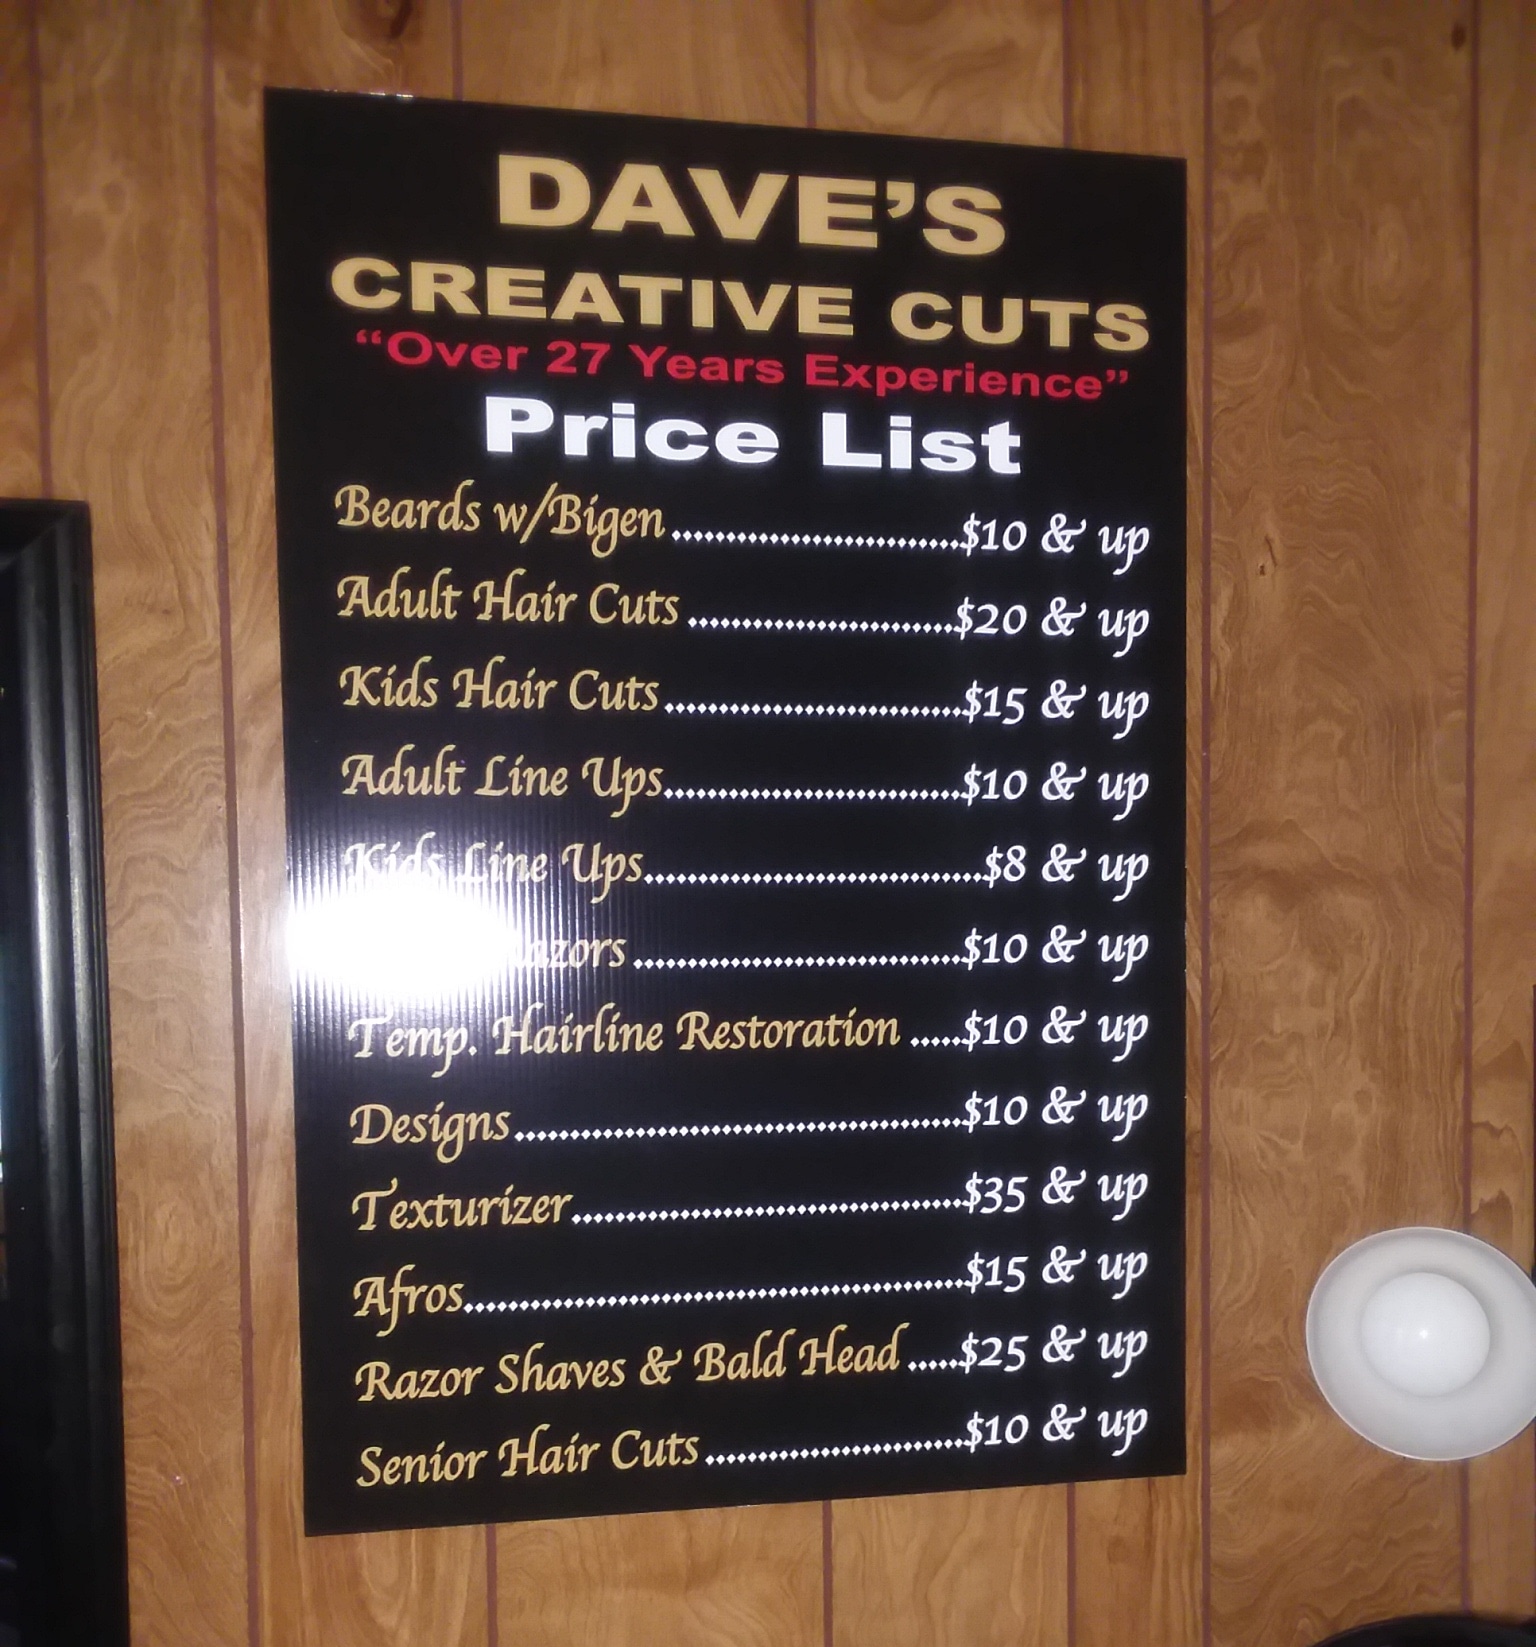 DAVE'S
CREATIVE CUTS
“Over 27 Years Experience”
Price List
Beards w/Bigen..........................$10 & up
Adult Hair Cuts.........................$20 & up
Kids Hair Cuts...........................$15 & up
Adult Line Ups...........................$10 & up
Kids Line Ups...............................$8 & up
..............................$10 & up
Temp. Hairline Restoration.....$10 & up
Designs.........................................$10 & up
Texturizer....................................$35 & up
Afros..............................................$15 & up
Razor Shaves & Bald Head.....$25 & up
Senior Hair Cuts........................$10 & up